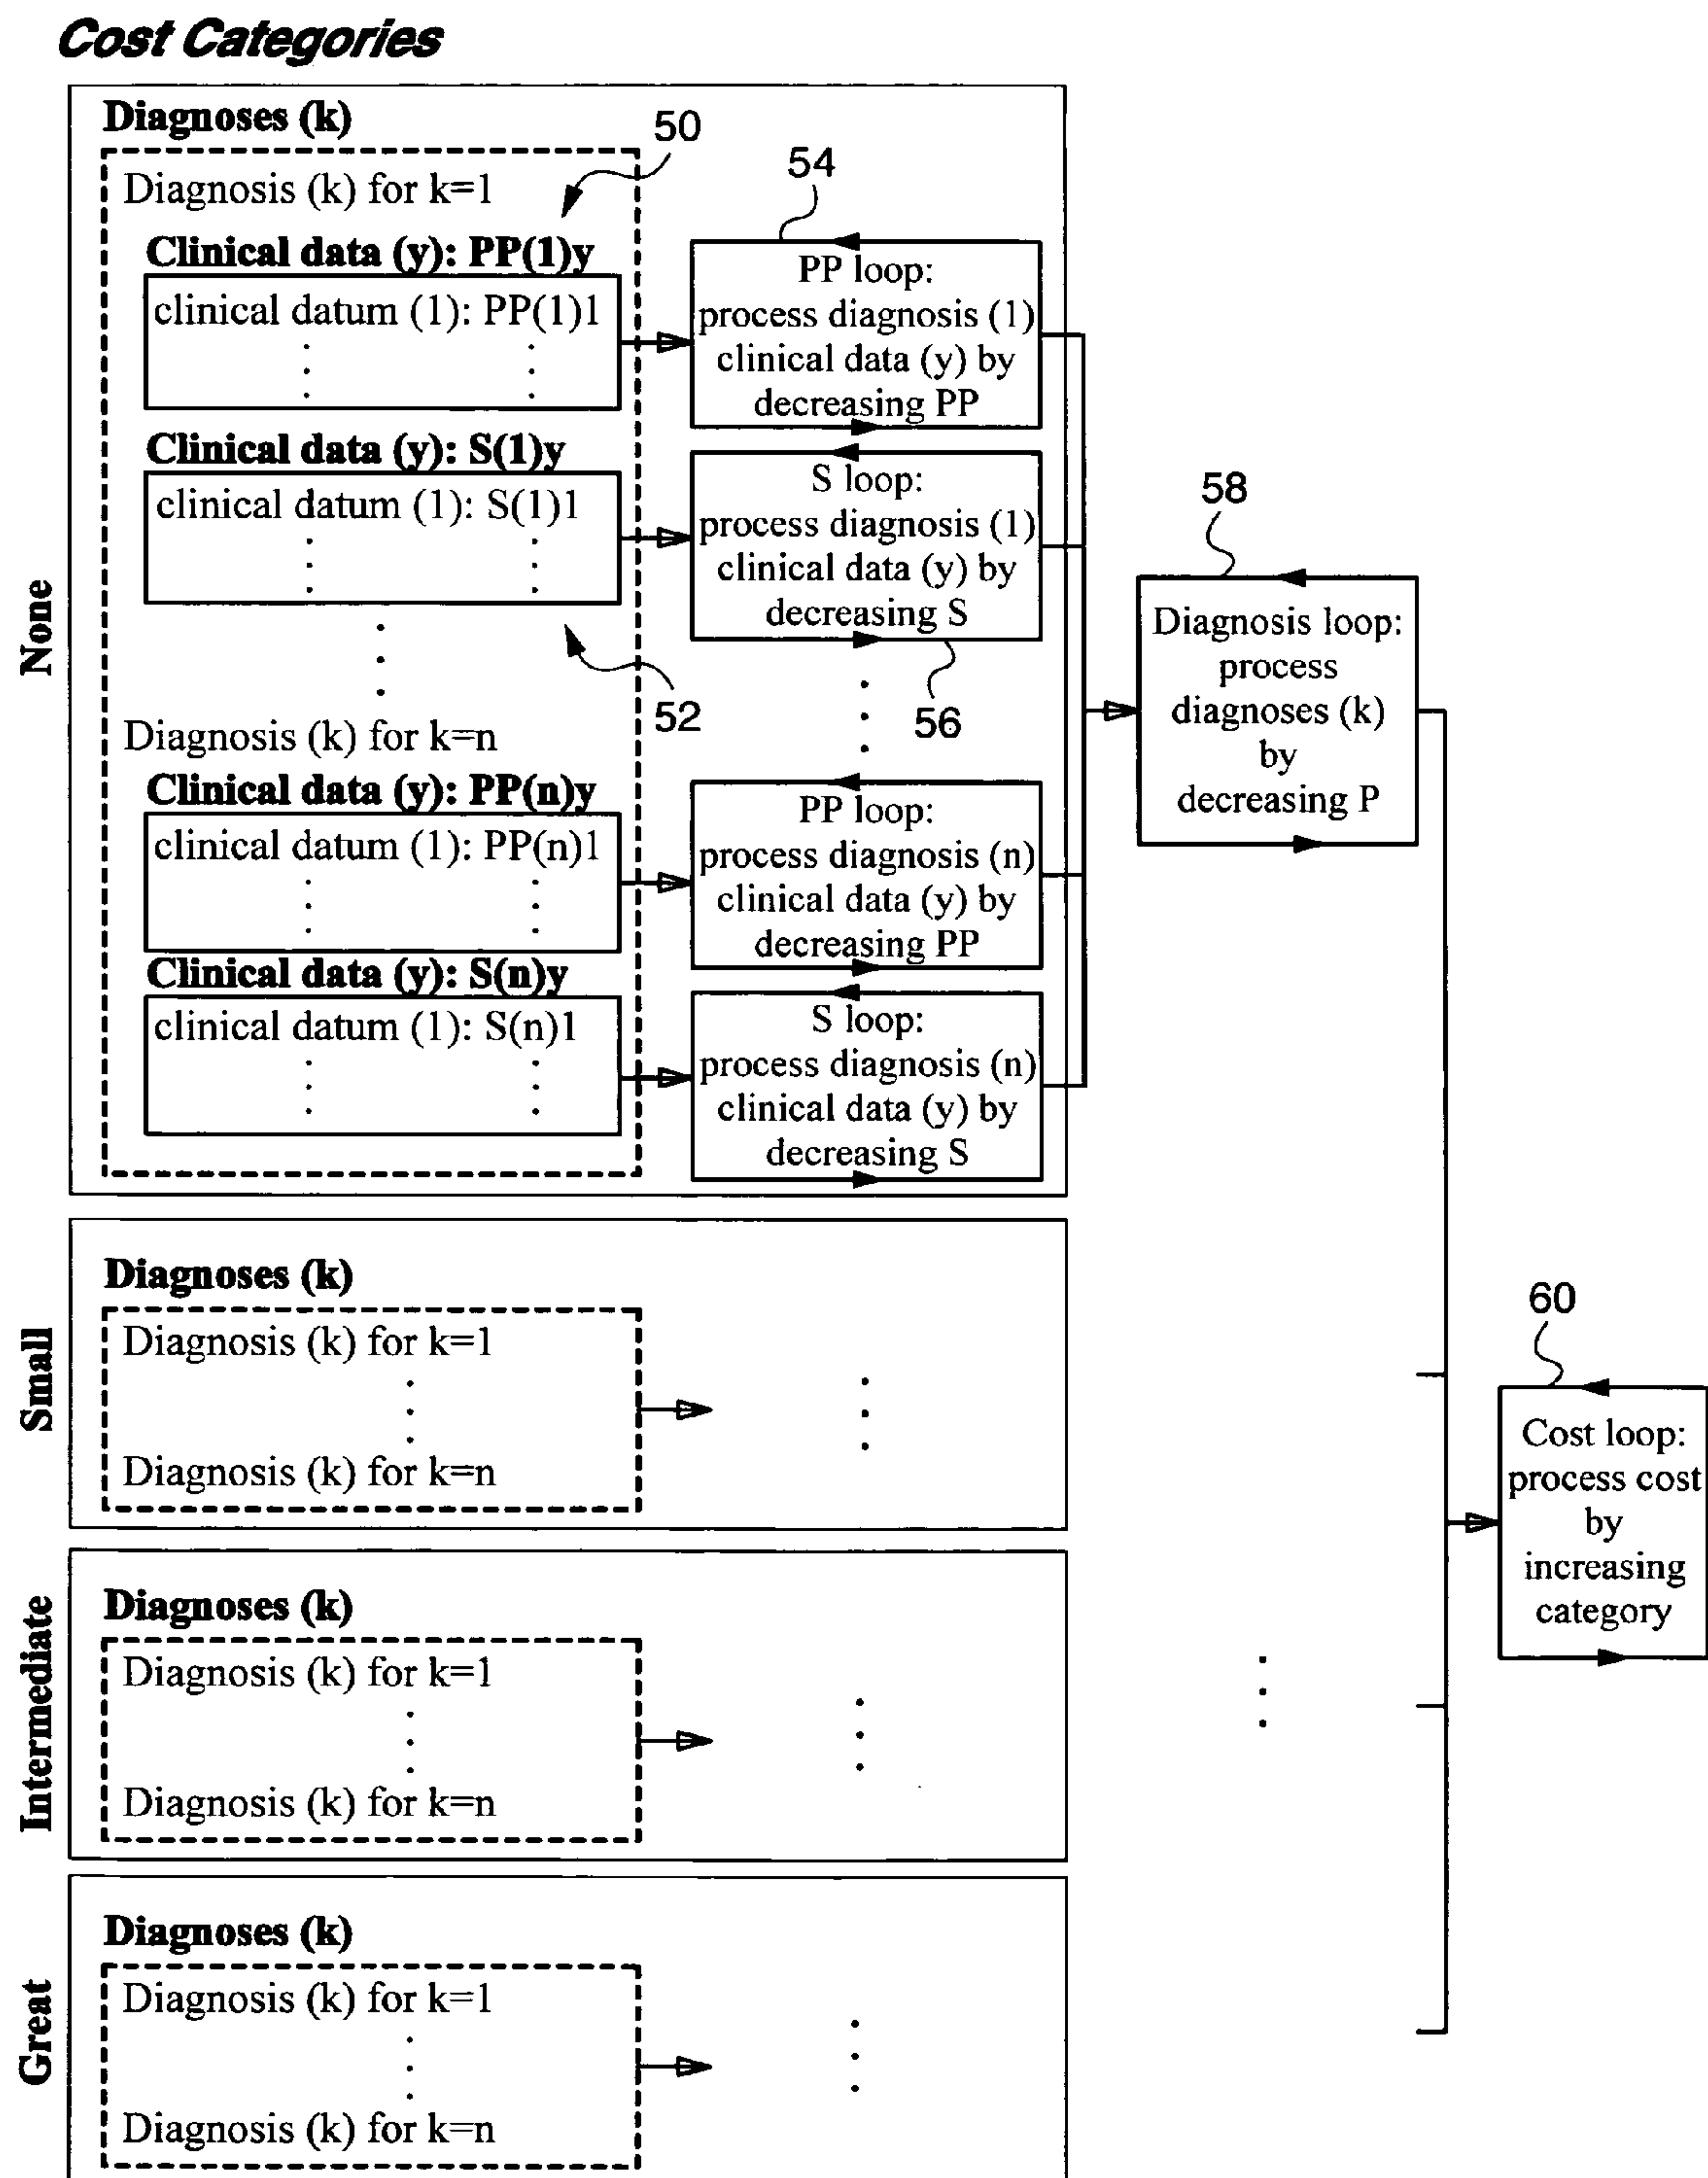 Cost Categories
None
Diagnoses (k)
50
Diagnosis (k) for k=1
Clinical data (y): PP(1)y
clinical datum (1): PP(1)1
Clinical data (y): S(1)y
clinical datum (1): S(1)1
52
Diagnosis (k) for k=n
Clinical data (y): PP(n)y
clinical datum (1): PP(n)1
Clinical data (y): S(n)y
clinical datum (1): S(n)1
54
PP loop:
process diagnosis (1)
clinical data (y) by
decreasing PP
S loop:
process diagnosis (1)
clinical data (y) by
decreasing S
56
PP loop:
process diagnosis (n)
clinical data (y) by
decreasing PP
S loop:
process diagnosis (n)
clinical data (y) by
decreasing S
58
Diagnosis loop:
process
diagnoses (k)
by
decreasing P
Small
Diagnoses (k)
Diagnosis (k) for k=1
Diagnosis (k) for k=n
60
Cost loop:
process cost
by
increasing
category
Intermediate
Diagnoses (k)
Diagnosis (k) for k=1
Diagnosis (k) for k=n
Great
Diagnoses (k)
Diagnosis (k) for k=1
Diagnosis (k) for k=n